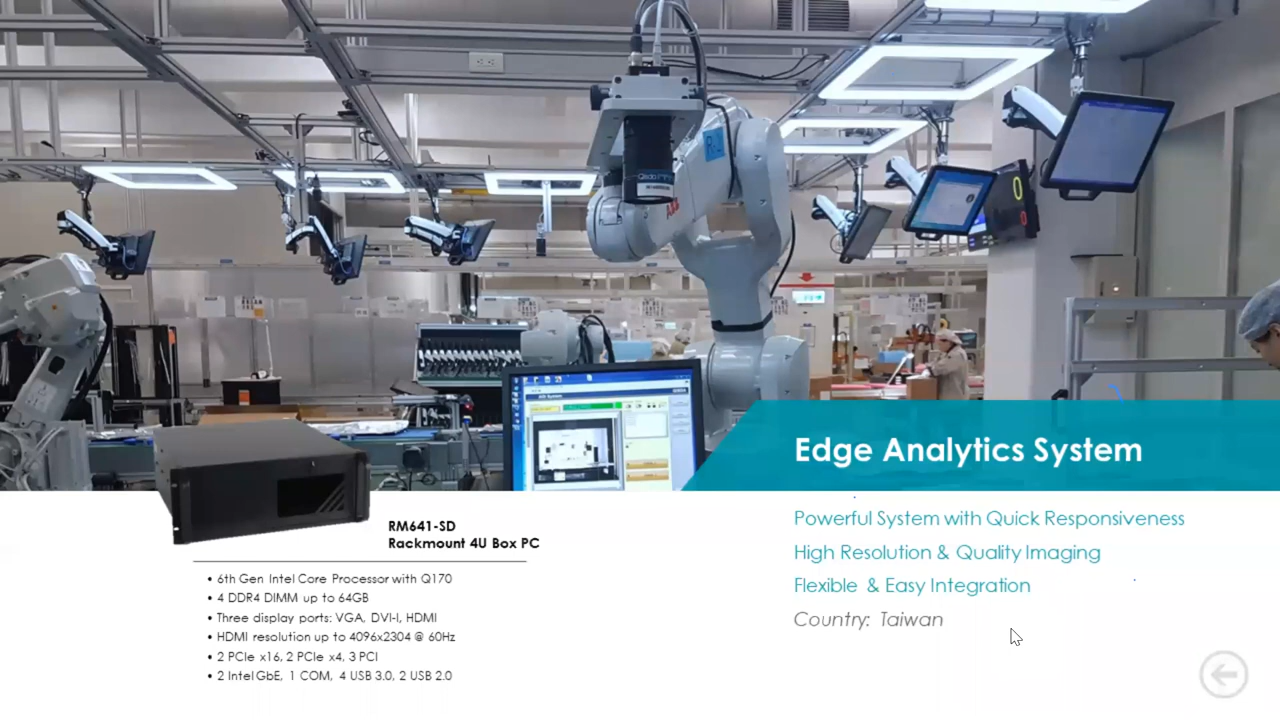 ABB
Edge Analytics System
Powerful System with Quick Responsiveness
High Resolution & Quality Imaging
Flexible & Easy Integration
Country: Taiwan
RM641-SD
Rackmount 4U Box PC
• 6th Gen Intel Core Processor with Q170
• 4 DDR4 DIMM up to 64GB
• Three display ports: VGA, DVI-I, HDMI
• HDMI resolution up to 4096x2304 @ 60Hz
• 2 PCIe x16, 2 PCIe x4, 3 PCI
• 2 Intel GbE, 1 COM, 4 USB 3.0, 2 USB 2.0